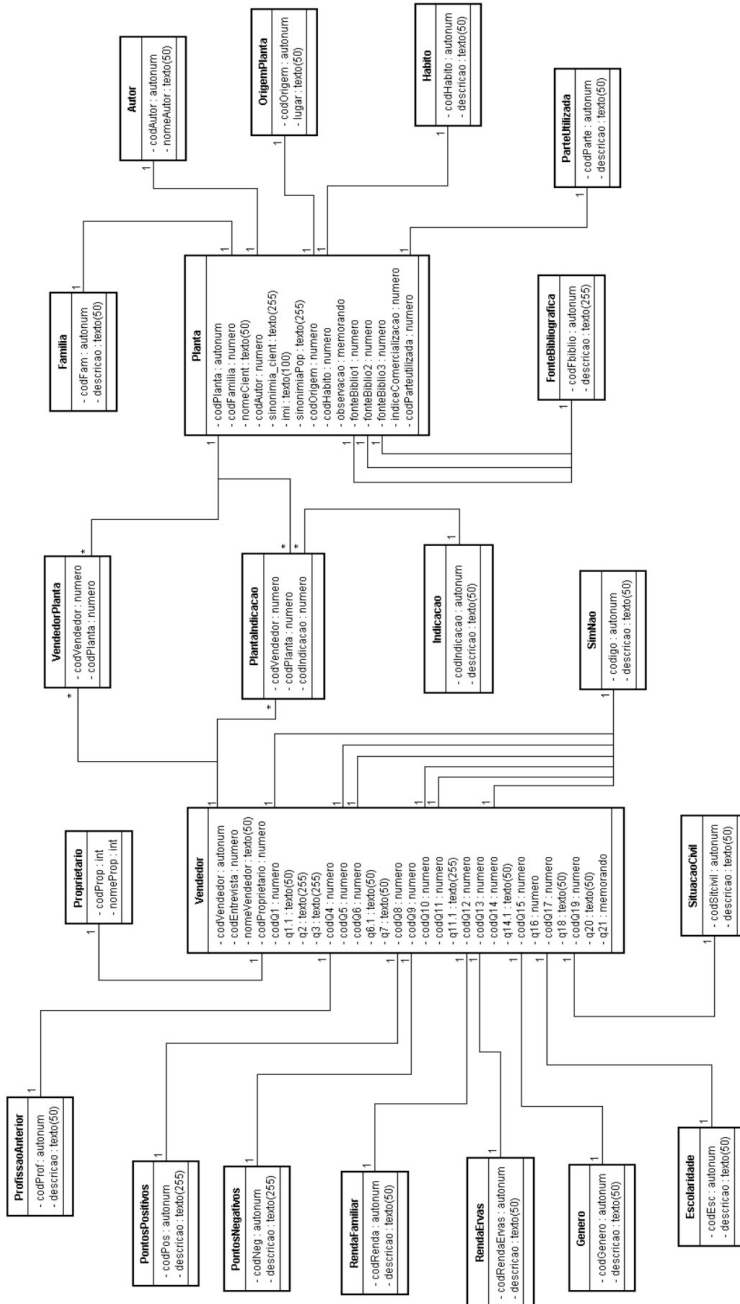 Autor
- codAutor : autonum
- nomeAutor : texto(50)
OrigemPlanta
- codOrigem : autonum
- lugar : texto(50)
Habito
- codHabito : autonum
- descricao : texto(50)
ParteUtilizada
- codParte : autonum
- descricao : texto(50)
Familia
- codFam : autonum
- descricao : texto(50)
Planta
- codPlanta : autonum
- codFamilia : numero
- nomeCient : texto(50)
- codAutor : numero
- sinonimia_cient : texto(255)
- imi : texto(100)
- sinonimiaPop : texto(255)
- codOrigem : numero
- codHabito : numero
- observacao : memorando
- fonteBiblio1 : numero
- fonteBiblio2 : numero
- fonteBiblio3 : numero
- indiceComercializacao : numero
- codParteutilizada : numero
FonteBibliografica
- codFbiblio : autonum
- descricao : texto(255)
VendedorPlanta
- codVendedor : numero
- codPlanta : numero
PlantaIndicacao
- codVendedor : numero
- codPlanta : numero
- codIndicacao : numero
Indicacao
- codIndicacao : autonum
- descricao : texto(50)
SimNao
- codigo : autonum
- descricao : texto(50)
Proprietario
- codProp : int
- nomeProp : int
Vendedor
- codVendedor : autonum
- codEntrevista : numero
- nomeVendedor : texto(50)
- codProprietario : numero
- codQ1 : numero
- q1.1 : texto(50)
- q2 : texto(255)
- q3 : texto(255)
- codQ4 : numero
- codQ5 : numero
- codQ6 : numero
- q6.1 : texto(50)
- q7 : texto(50)
- codQ8 : numero
- codQ9 : numero
- codQ10 : numero
- codQ11 : numero
- q11.1 : texto(255)
- codQ12 : numero
- codQ13 : numero
- codQ14 : numero
- q14.1 : texto(50)
- codQ15 : numero
- q16 : numero
- codQ17 : numero
- q18 : texto(50)
- codQ19 : numero
- q20 : texto(50)
- q21 : memorando
SituacaoCivil
- codSitcivil : autonum
- descricao : texto(50)
ProfissaoAnterior
- codProf : autonum
- descricao : texto(50)
PontosPositivos
- codPos : autonum
- descricao : texto(255)
PontosNegativos
- codNeg : autonum
- descricao : texto(255)
RendaFamiliar
- codRenda : autonum
- descricao : texto(50)
RendaErvas
- codRendaErvas : autonum
- descricao : texto(50)
Genero
- codGenero : autonum
- descricao : texto(50)
Escolaridade
- codEsc : autonum
- descricao : texto(50)